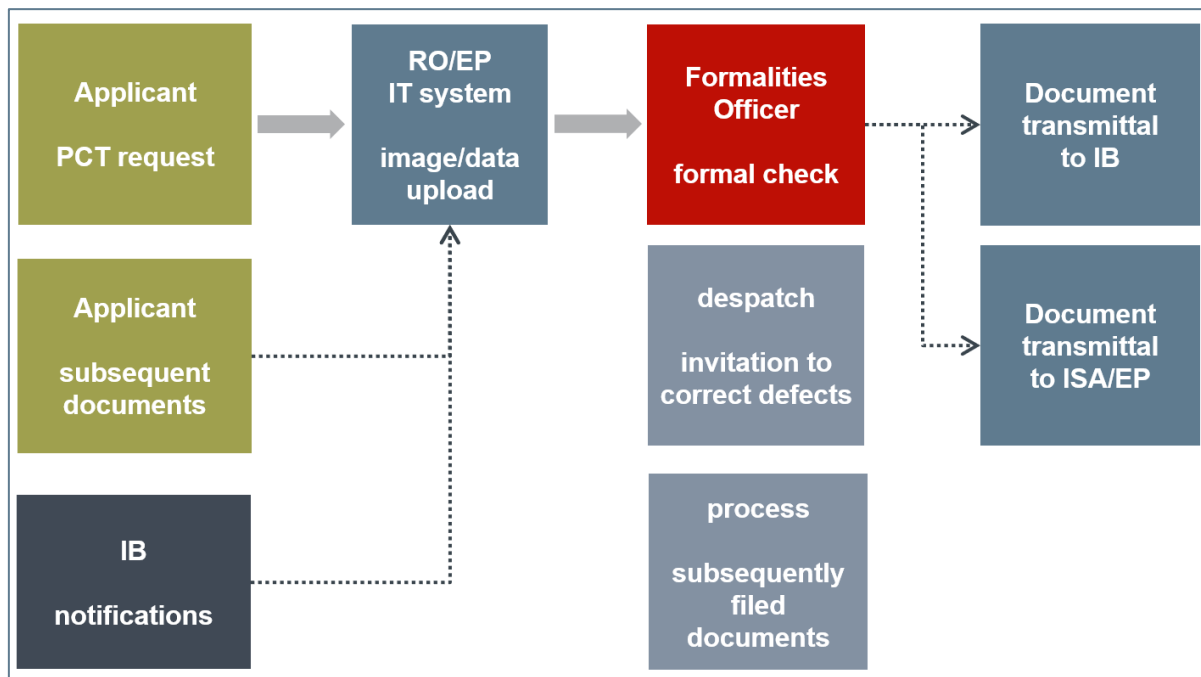 Applicant
PCT request
RO/EP
IT system
image/data
upload
Formalities
Officer
formal check
Document
transmittal
to IB
Applicant
subsequent
documents
despatch
invitation to
correct defects
Document
transmittal
to ISA/EP
IB
notifications
process
subsequently
filed
documents